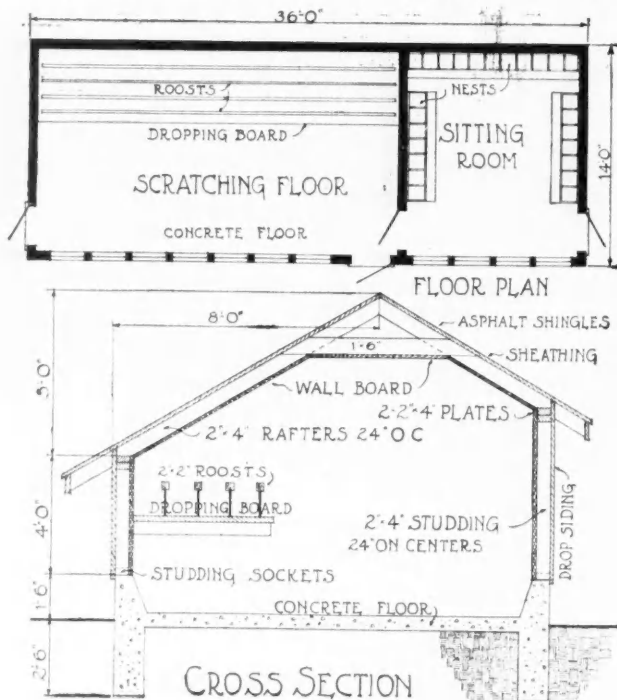 36'-0"
ROOSTS
NESTS
DROPPING BOARD
SITTING
ROOM
14'-0"
SCRATCHING FLOOR
CONCRETE FLOOR
FLOOR PLAN
8'-0"
ASPHALT SHINGLES
1'-6"
SHEATHING
5'-0"
WALL BOARD
2-2"-4" PLATES
2"-4" RAFTERS 24" O C
2"-2" ROOSTS
DROPPING BOARD
4'-0"
2"-4" STUDDING
24" ON CENTERS
DROP SIDING
STUDDING SOCKETS
1'-6"
CONCRETE FLOOR
2'-6"
CROSS SECTION